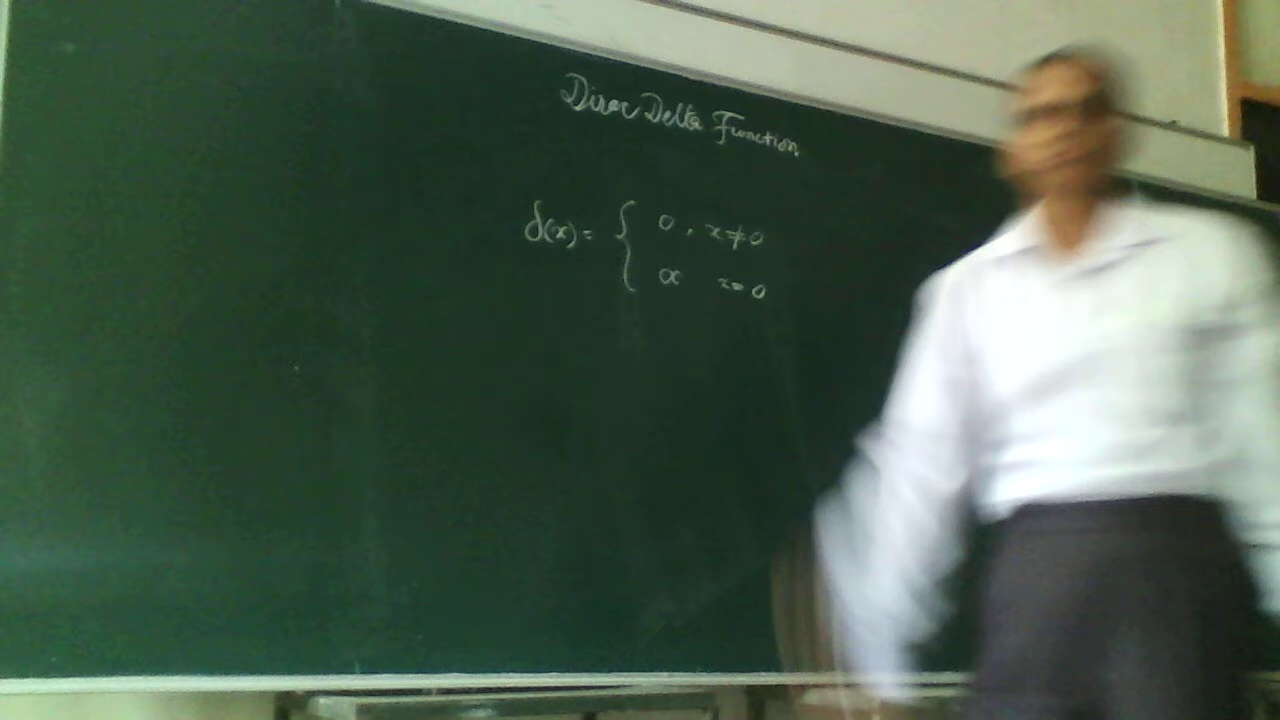 Dirac Delta Function
δ(x) = { 0 , x ≠ 0
∝ x = 0